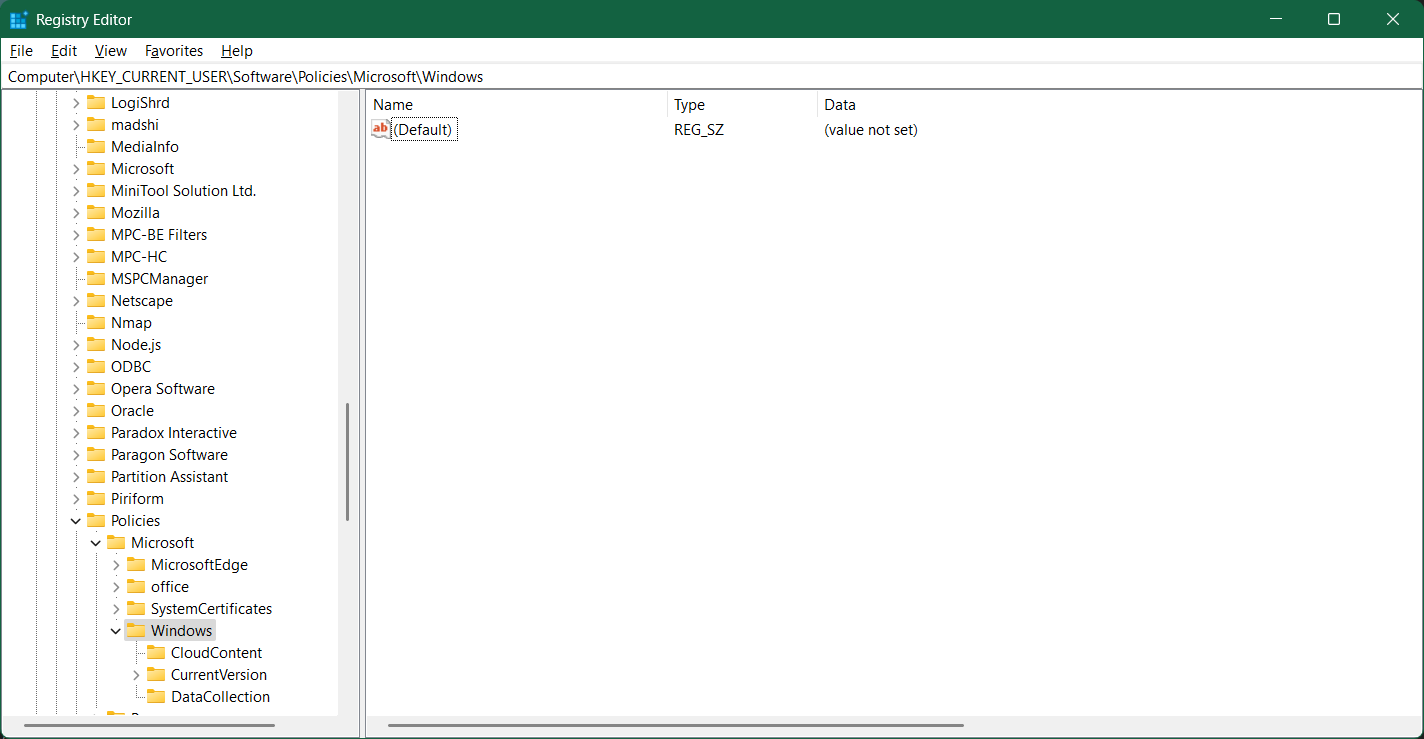 Registry Editor
File Edit View Favorites Help
Computer\HKEY_CURRENT_USER\Software\Policies\Microsoft\Windows
LogiShrd
madshi
MediaInfo
Microsoft
MiniTool Solution Ltd.
Mozilla
MPC-BE Filters
MPC-HC
MSPCManager
Netscape
Nmap
Node.js
ODBC
Opera Software
Oracle
Paradox Interactive
Paragon Software
Partition Assistant
Piriform
Policies
Microsoft
MicrosoftEdge
office
SystemCertificates
Windows
CloudContent
CurrentVersion
DataCollection
Name Type Data
ab (Default) REG_SZ (value not set)